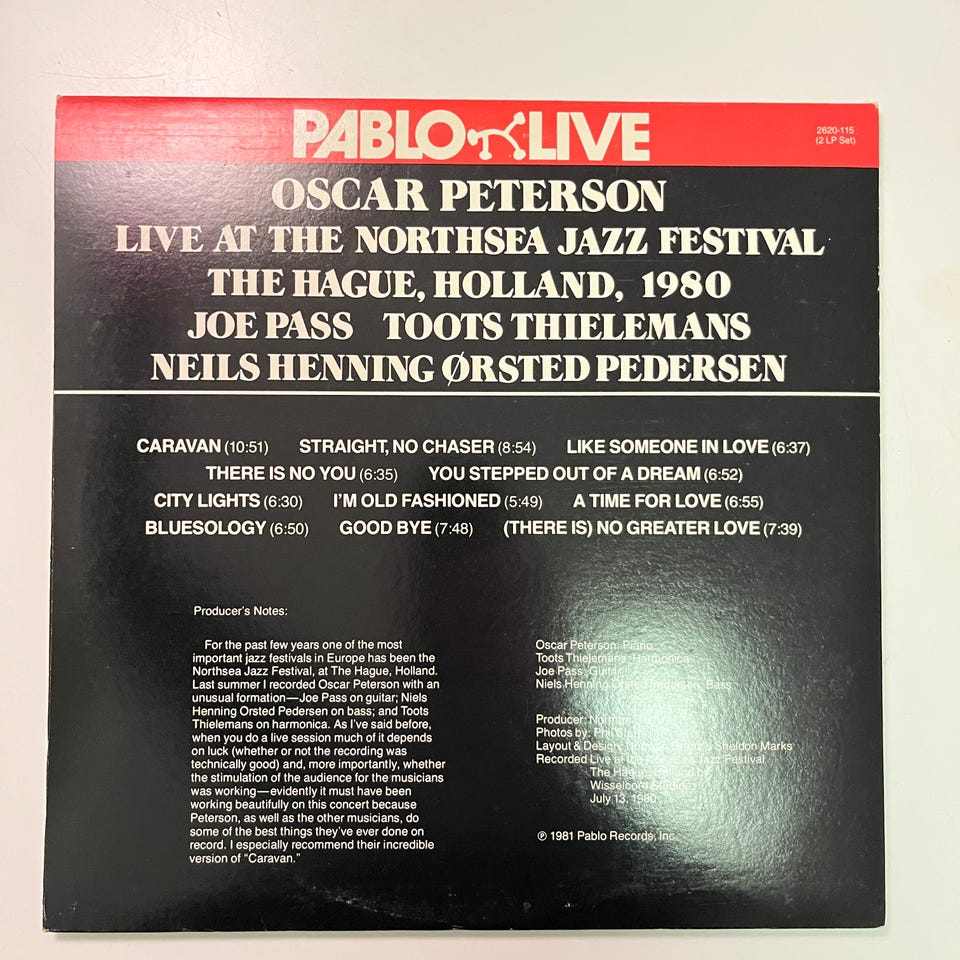 PABLO LIVE
2620-115
(2 LP Set)
OSCAR PETERSON
LIVE AT THE NORTHSEA JAZZ FESTIVAL
THE HAGUE, HOLLAND, 1980
JOE PASS TOOTS THIELEMANS
NEILS HENNING ØRSTED PEDERSEN
CARAVAN (10:51) STRAIGHT, NO CHASER (8:54) LIKE SOMEONE IN LOVE (6:37)
THERE IS NO YOU (6:35) YOU STEPPED OUT OF A DREAM (6:52)
CITY LIGHTS (6:30) I'M OLD FASHIONED (5:49) A TIME FOR LOVE (6:55)
BLUESOLOGY (6:50) GOOD BYE (7:48) (THERE IS) NO GREATER LOVE (7:39)
Producer's Notes:
For the past few years one of the most
important jazz festivals in Europe has been the
Northsea Jazz Festival, at The Hague, Holland.
Last summer I recorded Oscar Peterson with an
unusual formation—Joe Pass on guitar; Niels
Henning Orsted Pedersen on bass; and Toots
Thielemans on harmonica. As I've said before,
when you do a live session much of it depends
on luck (whether or not the recording was
technically good) and, more importantly, whether
the stimulation of the audience for the musicians
was working—evidently it must have been
working beautifully on this concert because
Peterson, as well as the other musicians, do
some of the best things they've ever done on
record. I especially recommend their incredible
version of "Caravan."
Oscar Peterson: Piano
Toots Thielemans, Harmonica
Joe Pass, Guitar
Niels Henning Orsted Pedersen, Bass
Producer: Norman
Photos by: Phil
Layout & Design: Sheldon Marks
Recorded Live at the Northsea Jazz Festival
The Hague, Holland by
Wisseloord Studios
July 13, 1980
℗ 1981 Pablo Records, Inc.